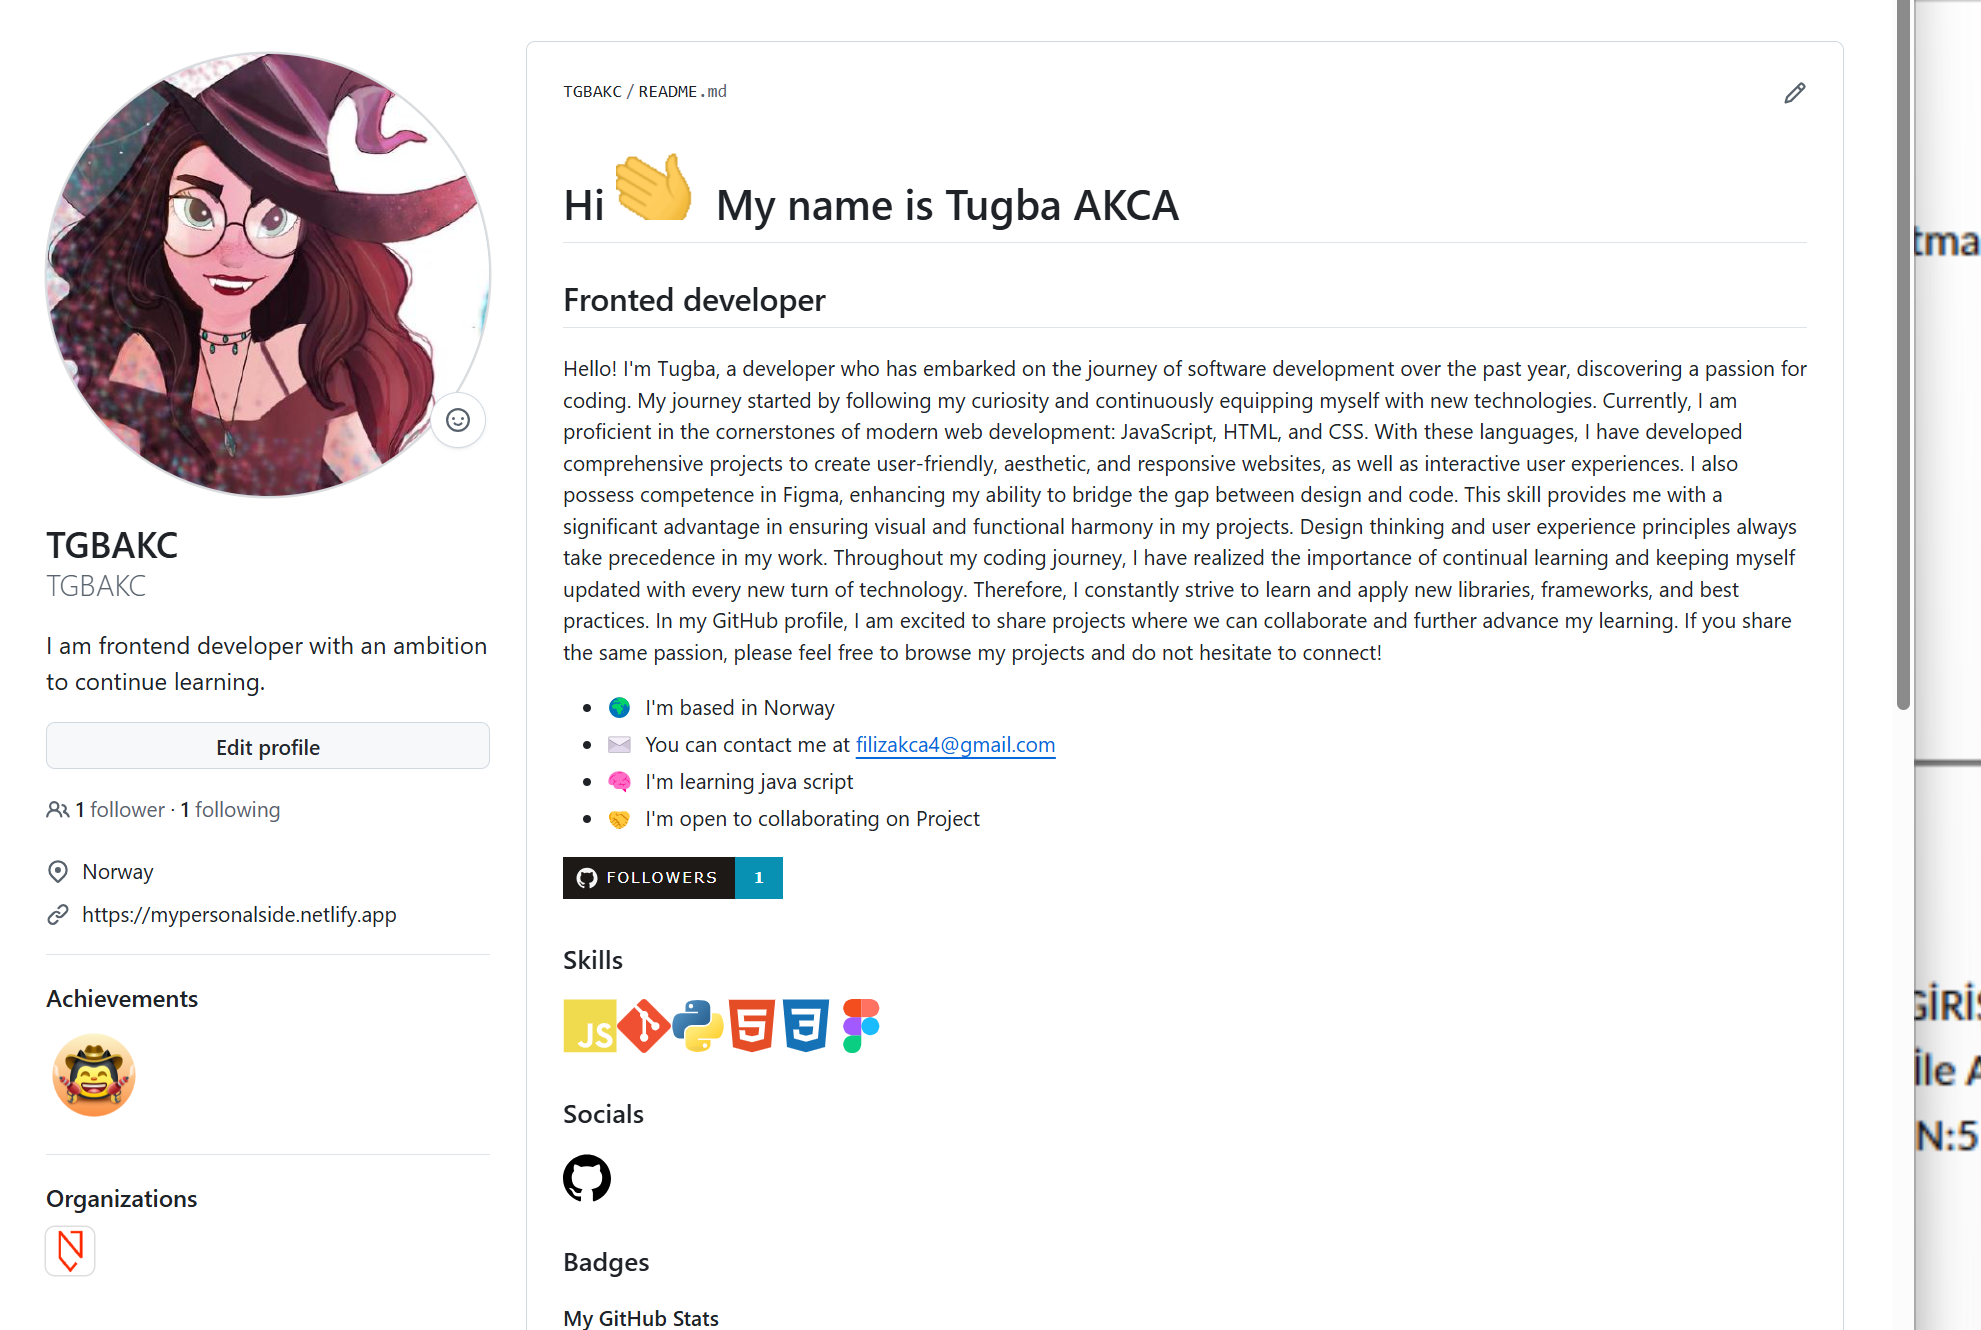 TGBAKC
TGBAKC
I am frontend developer with an ambition
to continue learning.
Edit profile
1 follower · 1 following
Norway
https://mypersonalside.netlify.app
Achievements
Organizations
TGBAKC / README.md
Hi 👋 My name is Tugba AKCA
Fronted developer
Hello! I'm Tugba, a developer who has embarked on the journey of software development over the past year, discovering a passion for
coding. My journey started by following my curiosity and continuously equipping myself with new technologies. Currently, I am
proficient in the cornerstones of modern web development: JavaScript, HTML, and CSS. With these languages, I have developed
comprehensive projects to create user-friendly, aesthetic, and responsive websites, as well as interactive user experiences. I also
possess competence in Figma, enhancing my ability to bridge the gap between design and code. This skill provides me with a
significant advantage in ensuring visual and functional harmony in my projects. Design thinking and user experience principles always
take precedence in my work. Throughout my coding journey, I have realized the importance of continual learning and keeping myself
updated with every new turn of technology. Therefore, I constantly strive to learn and apply new libraries, frameworks, and best
practices. In my GitHub profile, I am excited to share projects where we can collaborate and further advance my learning. If you share
the same passion, please feel free to browse my projects and do not hesitate to connect!
• 🌍 I'm based in Norway
• ✉️ You can contact me at filizakca4@gmail.com
• 🧠 I'm learning java script
• 🤝 I'm open to collaborating on Project
FOLLOWERS 1
Skills
JS
Socials
Badges
My GitHub Stats
İle
N:5